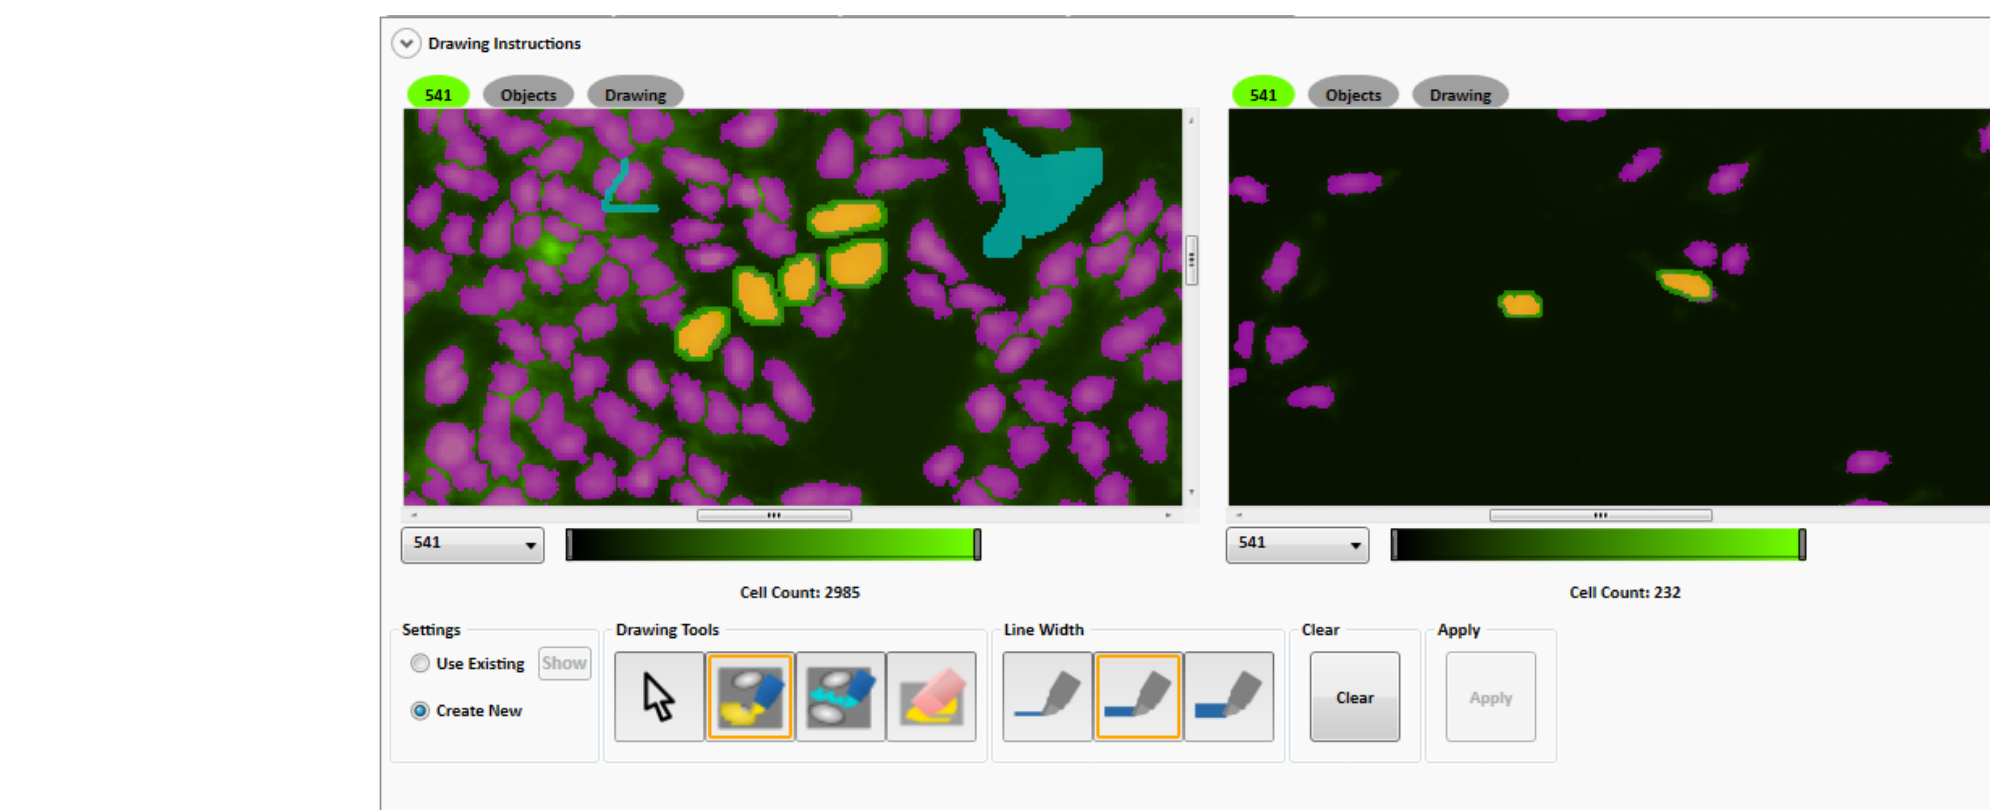 Drawing Instructions
541 Objects Drawing 541 Objects Drawing
541 541
Cell Count: 2985 Cell Count: 232
Settings Drawing Tools Line Width Clear Apply
Use Existing Show
Clear Apply
Create New